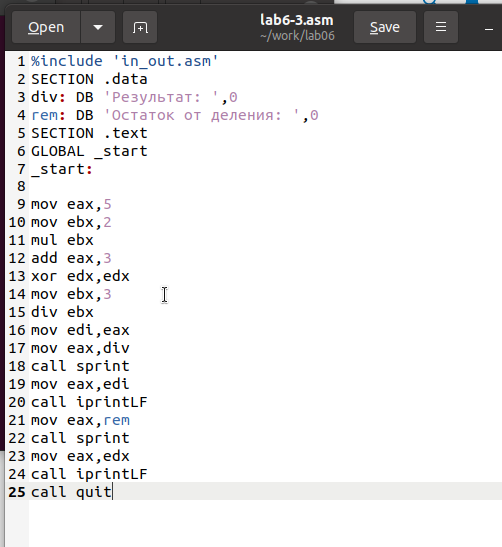 Open
lab6-3.asm
~/work/lab06
Save
1 %include 'in_out.asm'
2 SECTION .data
3 div: DB 'Результат: ',0
4 rem: DB 'Остаток от деления: ',0
5 SECTION .text
6 GLOBAL _start
7 _start:
8
9 mov eax,5
10 mov ebx,2
11 mul ebx
12 add eax,3
13 xor edx,edx
14 mov ebx,3
15 div ebx
16 mov edi,eax
17 mov eax,div
18 call sprint
19 mov eax,edi
20 call iprintLF
21 mov eax,rem
22 call sprint
23 mov eax,edx
24 call iprintLF
25 call quit